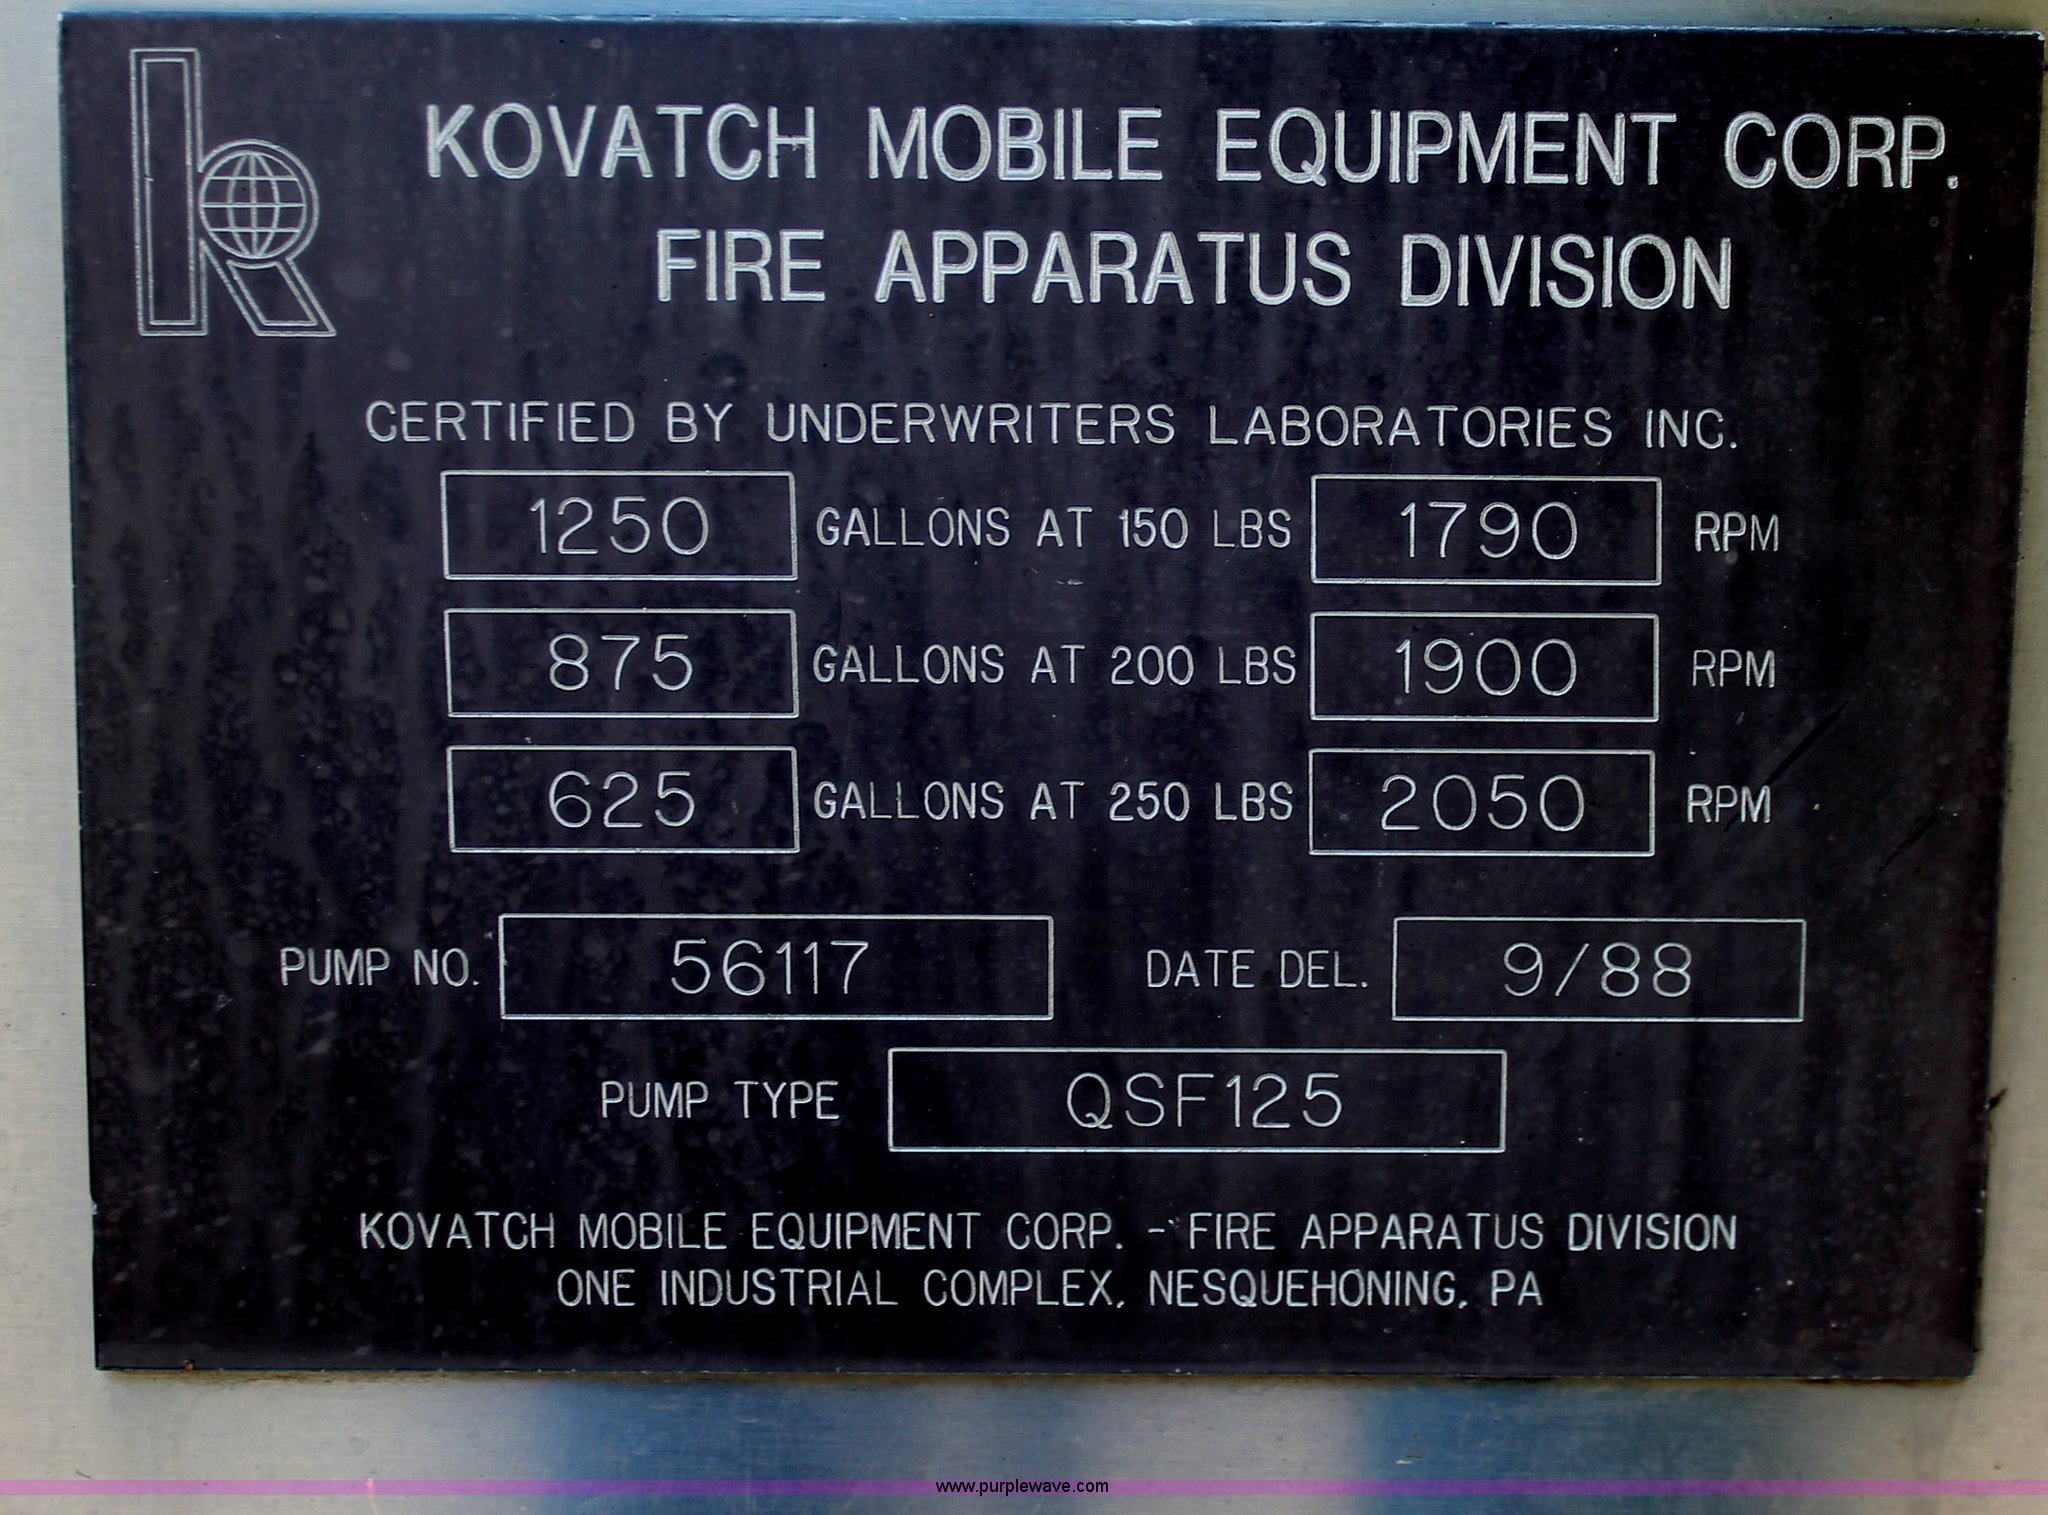 KOVATCH MOBILE EQUIPMENT CORP.
FIRE APPARATUS DIVISION
CERTIFIED BY UNDERWRITERS LABORATORIES INC.
1250 GALLONS AT 150 LBS 1790 RPM
875 GALLONS AT 200 LBS 1900 RPM
625 GALLONS AT 250 LBS 2050 RPM
PUMP NO. 56117 DATE DEL. 9/88
PUMP TYPE QSF125
KOVATCH MOBILE EQUIPMENT CORP. - FIRE APPARATUS DIVISION
ONE INDUSTRIAL COMPLEX, NESQUEHONING, PA
www.purplewave.com